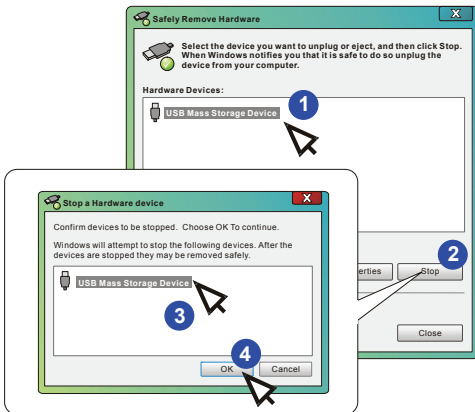 Safely Remove Hardware
X
Select the device you want to unplug or eject, and then click Stop.
When Windows notifies you that it is safe to do so unplug the
device from your computer.
Hardware Devices:
USB Mass Storage Device
1
2
erties
Stop
Close
Stop a Hardware device
X
Confirm devices to be stopped. Choose OK To continue.
Windows will attempt to stop the following devices. After the
devices are stopped they may be removed safely.
USB Mass Storage Device
3
4
OK
Cancel